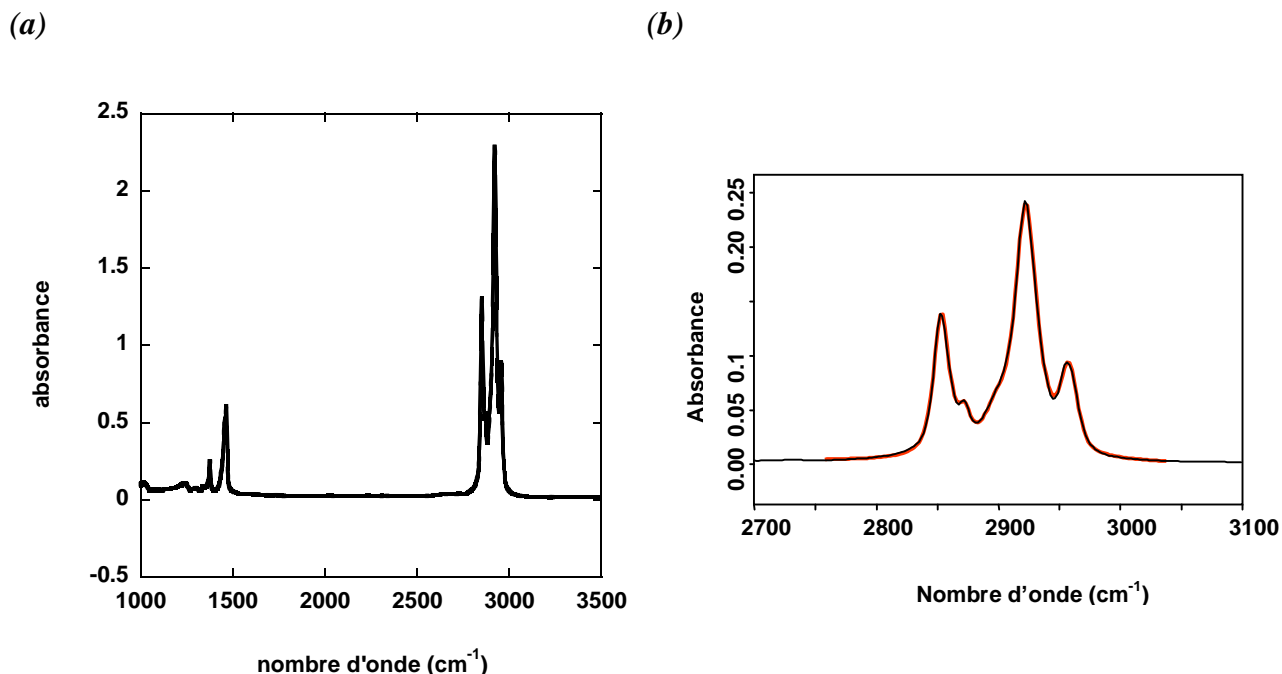 (a)
2.5
2
1.5
1
0.5
0
-0.5
absorbance
1000 1500 2000 2500 3000 3500
nombre d'onde (cm-1)
(b)
0.25
0.20
0.1
0.05
0.00
Absorbance
2700 2800 2900 3000 3100
Nombre d’onde (cm-1)